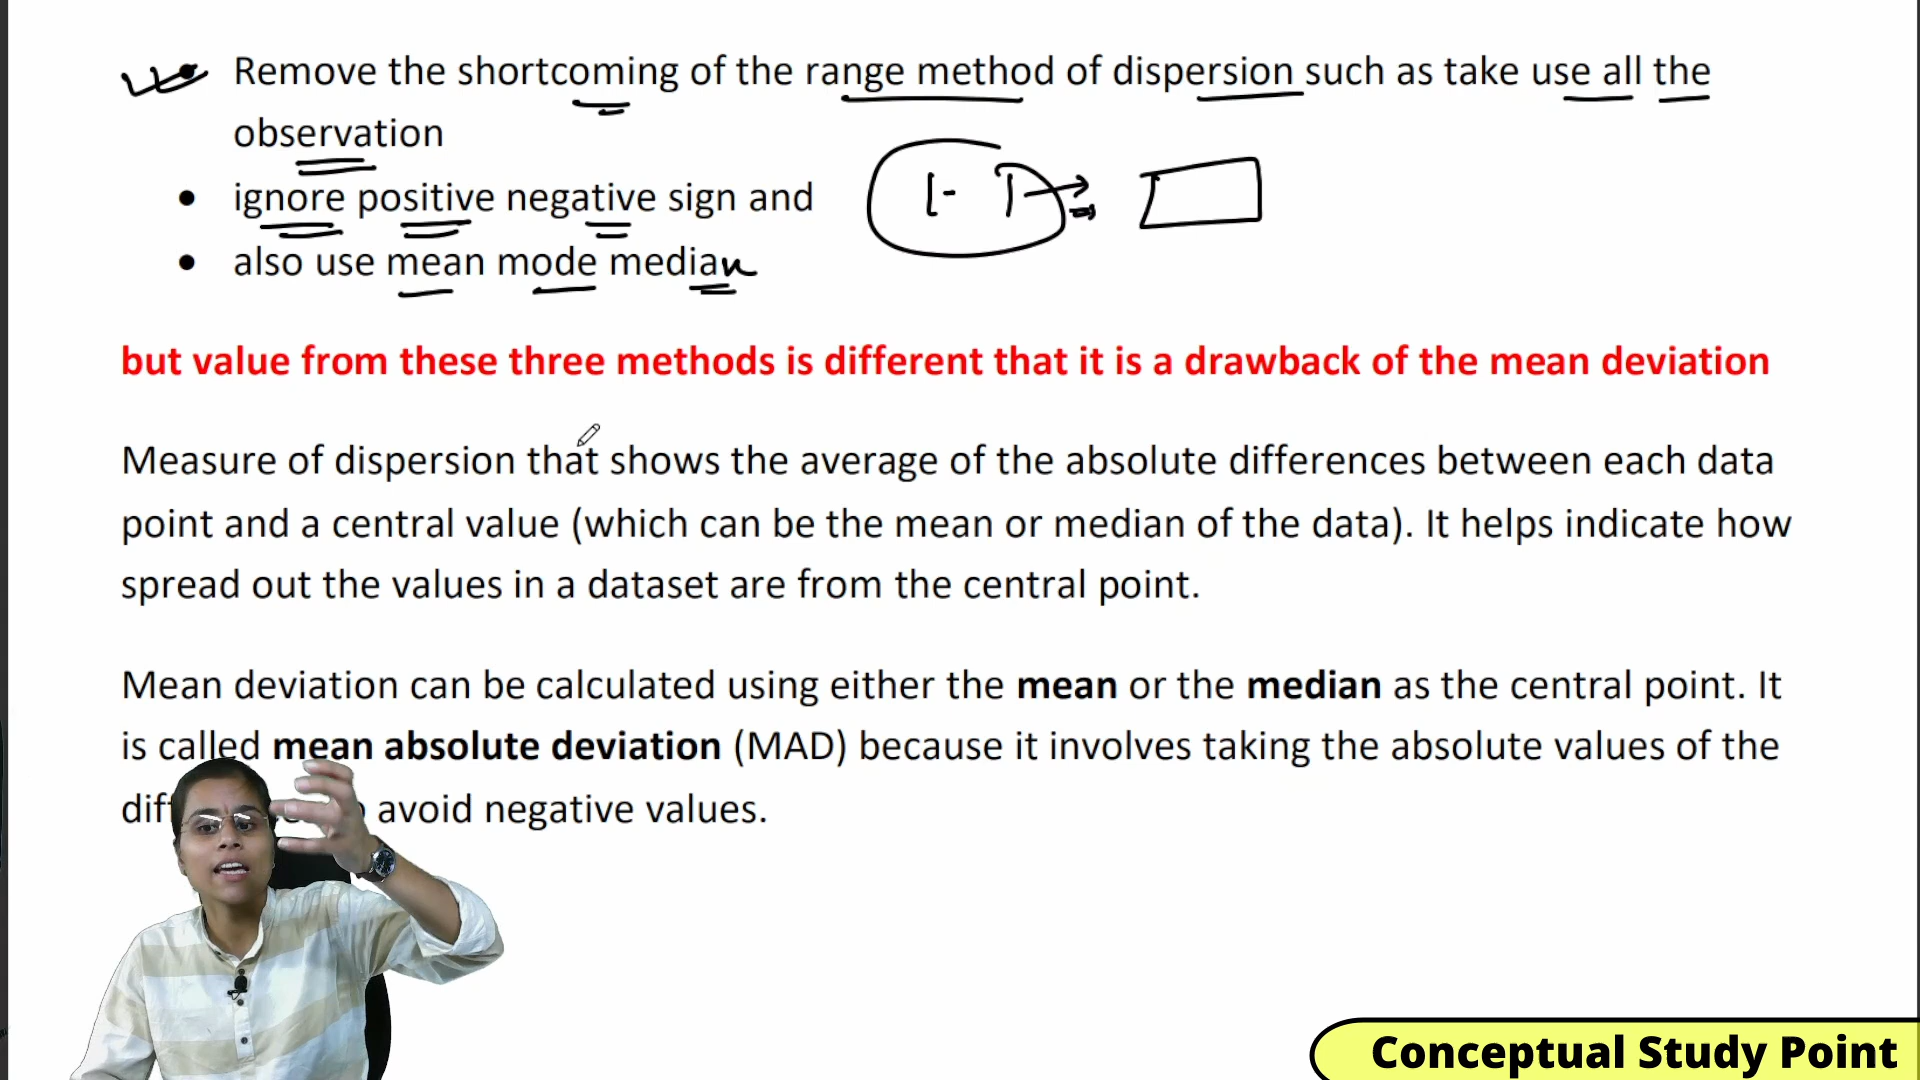 Remove the shortcoming of the range method of dispersion such as take use all the
observation
ignore positive negative sign and
also use mean mode median
but value from these three methods is different that it is a drawback of the mean deviation
Measure of dispersion that shows the average of the absolute differences between each data
point and a central value (which can be the mean or median of the data). It helps indicate how
spread out the values in a dataset are from the central point.
Mean deviation can be calculated using either the mean or the median as the central point. It
is called mean absolute deviation (MAD) because it involves taking the absolute values of the
avoid negative values.
Conceptual Study Point